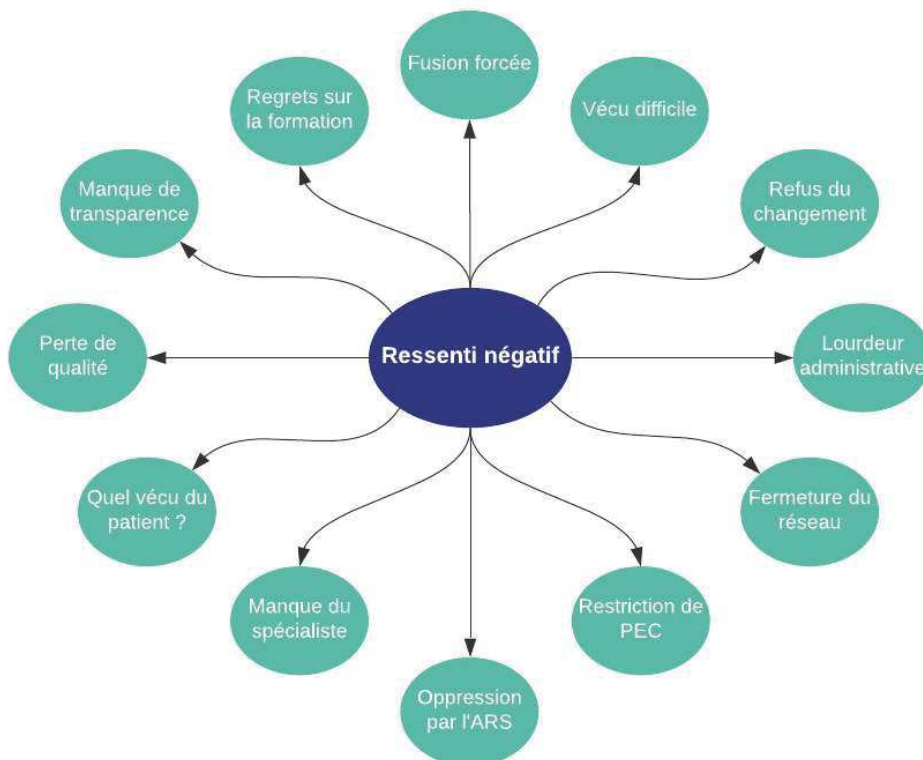 Fusion forcée
Regrets sur
la formation
Vécu difficile
Manque de
transparence
Refus du
changement
Perte de
qualité
Ressenti négatif
Lourdeur
administrative
Quel vécu du
patient ?
Fermeture du
réseau
Manque du
spécialiste
Restriction de
PEC
Oppression
par l'ARS